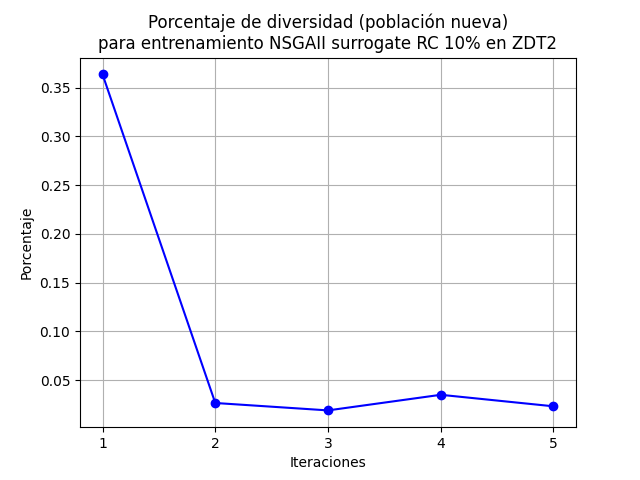 Porcentaje de diversidad (población nueva)
para entrenamiento NSGAII surrogate RC 10% en ZDT2
Porcentaje
0.35
0.30
0.25
0.20
0.15
0.10
0.05
1 2 3 4 5
Iteraciones